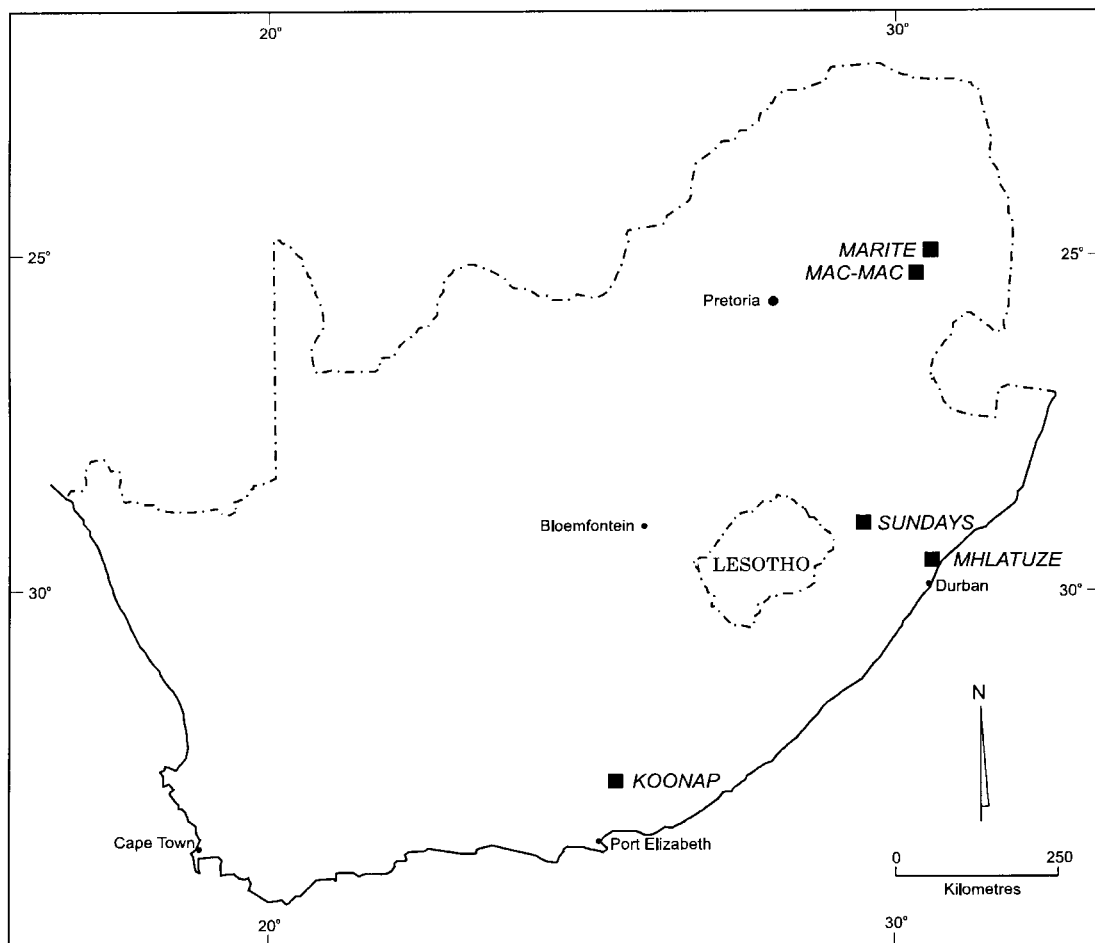 20°
30°
25°
MARITE
25°
MAC-MAC
Pretoria
Bloemfontein
SUNDAYS
LESOTHO
MHLATUZE
30°
Durban
30°
N
KOONAP
Cape Town
Port Elizabeth
0
250
Kilometres
20°
30°